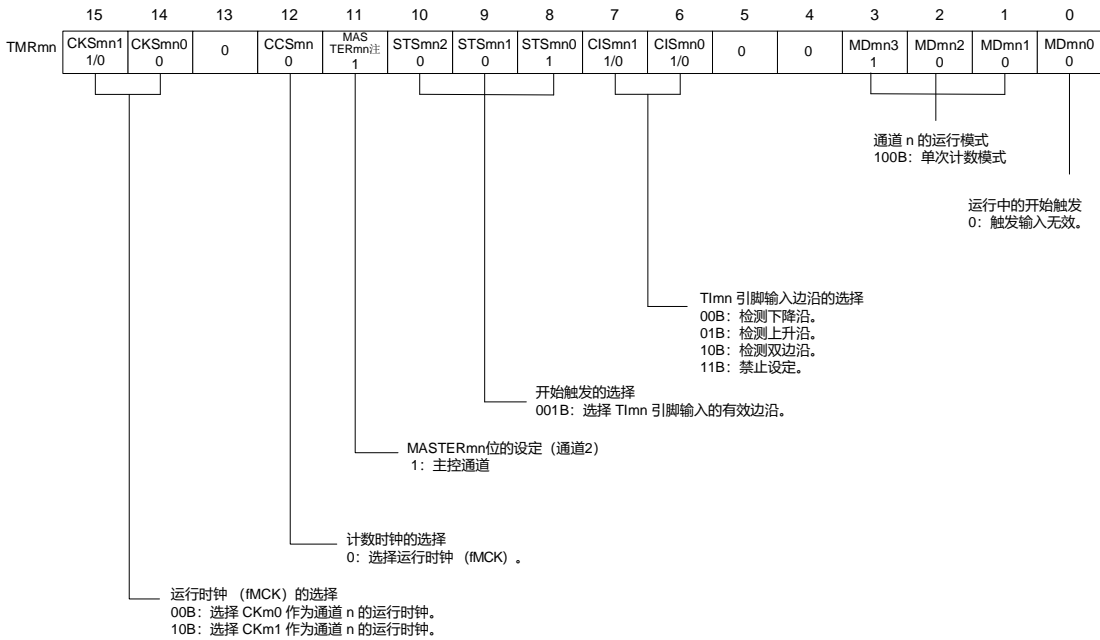 15 14 13 12 11 10 9 8 7 6 5 4 3 2 1 0
TMRmn CKSmn1 CKSmn0 0 CCSmn MAS TERmn注 STSmn2 STSmn1 STSmn0 CISmn1 CISmn0 0 0 MDmn3 MDmn2 MDmn1 MDmn0
1/0 0 0 1 0 0 1 1/0 1/0 1 0 0 0
通道 n 的运行模式
100B：单次计数模式
运行中的开始触发
0：触发输入无效。
TImn 引脚输入边沿的选择
00B：检测下降沿。
01B：检测上升沿。
10B：检测双边沿。
11B：禁止设定。
开始触发的选择
001B：选择 TImn 引脚输入的有效边沿。
MASTERmn位的设定（通道2）
1：主控通道
计数时钟的选择
0：选择运行时钟 （fMCK）。
运行时钟 （fMCK）的选择
00B：选择 CKm0 作为通道 n 的运行时钟。
10B：选择 CKm1 作为通道 n 的运行时钟。